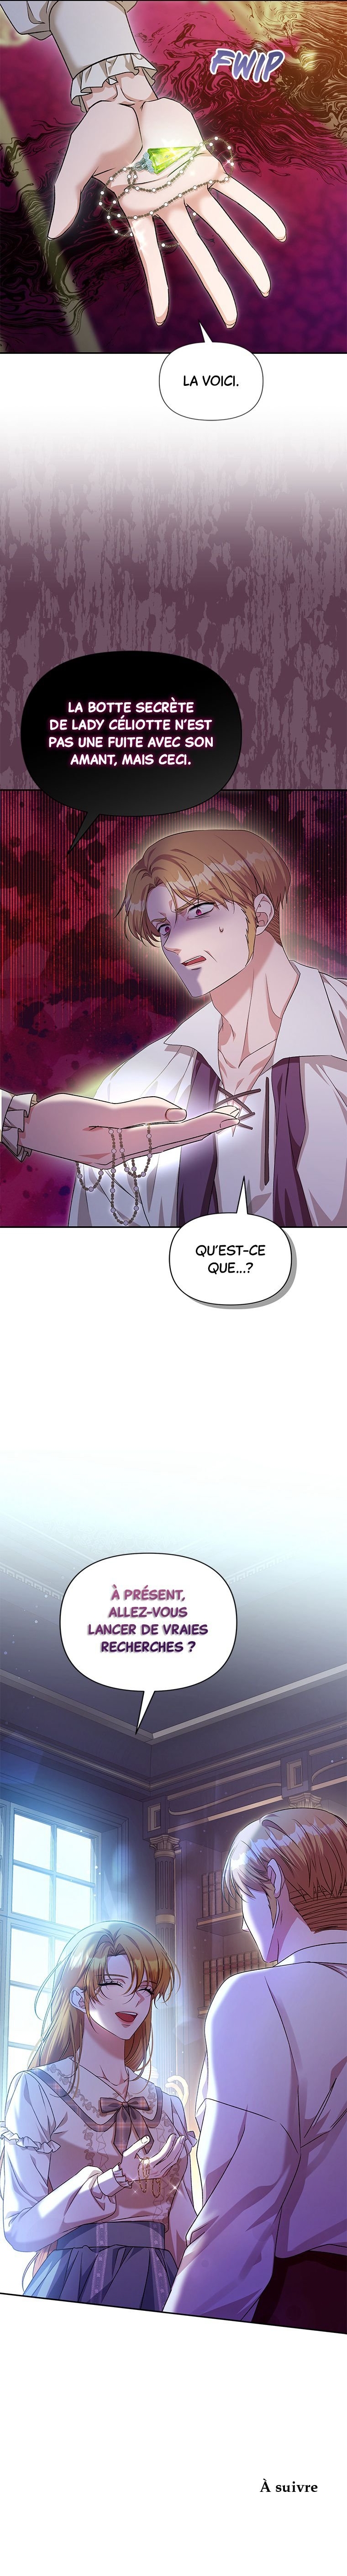 FWIP
LA VOICI.
LA BOTTE SECRÈTE
DE LADY CÉLIOTTE N'EST
PAS UNE FUITE AVEC SON
AMANT, MAIS CECI.
QU'EST-CE
QUE...?
À PRÉSENT,
ALLEZ-VOUS
LANCER DE VRAIES
RECHERCHES ?
À suivre